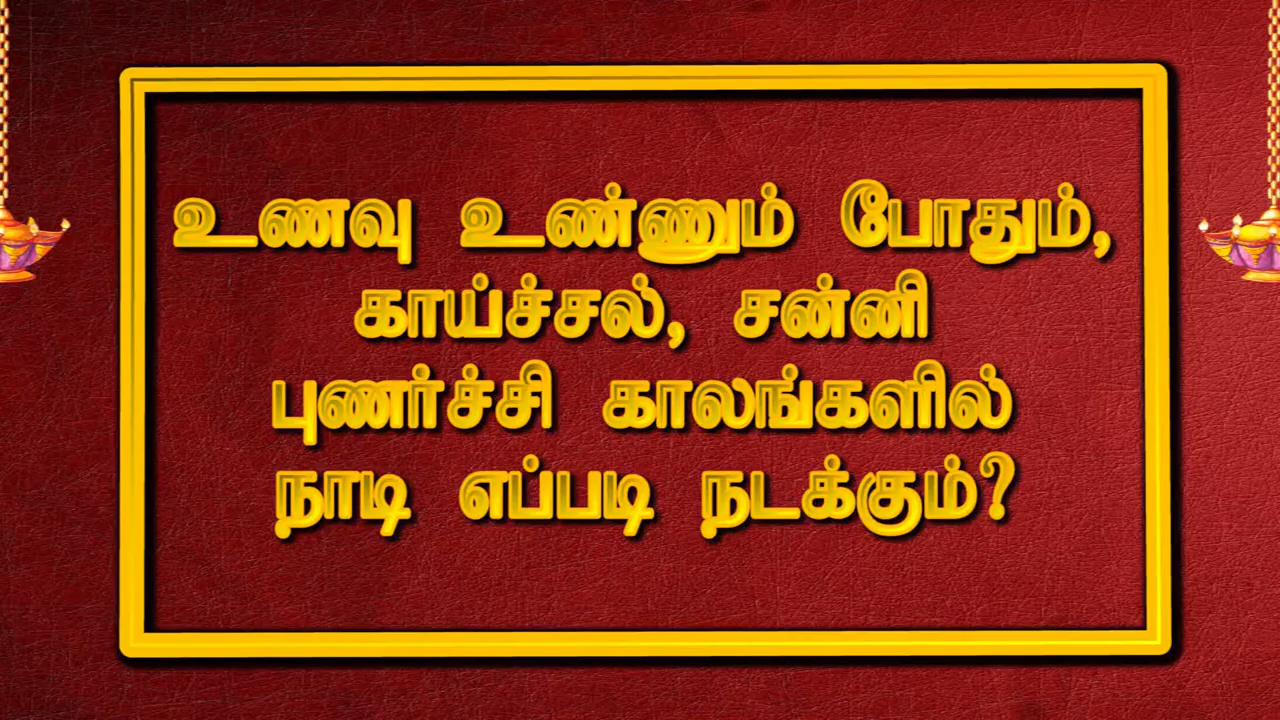 உணவு உண்ணும் போதும்,
காய்ச்சல், சன்னி
புணர்ச்சி காலங்களில்
நாடி எப்படி நடக்கும்?